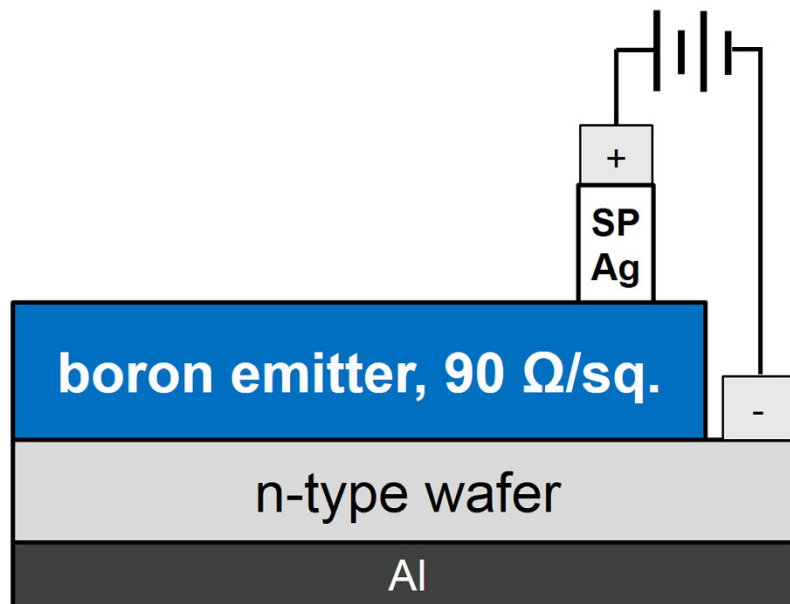 +
SP
Ag
boron emitter, 90 Ω/sq.
-
n-type wafer
Al